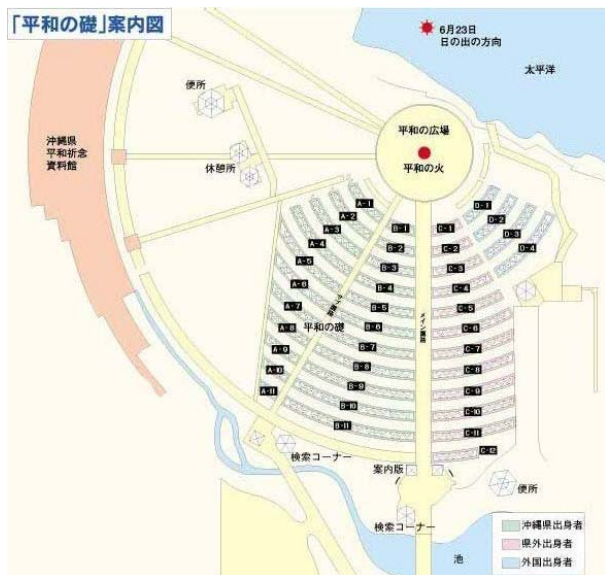 「平和の礎」案内図
6月23日
日の出の方向
太平洋
便所
平和の広場
沖縄県
平和祈念
資料館
休憩所
平和の火
A-1
A-2
A-3
A-4
A-5
A-6
A-7
A-8
A-9
A-10
A-11
B-1
B-2
B-3
B-4
B-5
B-6
B-7
B-8
B-9
B-10
B-11
C-1
C-2
C-3
C-4
C-5
C-6
C-7
C-8
C-9
C-10
C-11
C-12
D-1
D-2
D-3
D-4
平和の礎
メイン園路
検索コーナー
案内版
検索コーナー
便所
池
沖縄県出身者
県外出身者
外国出身者